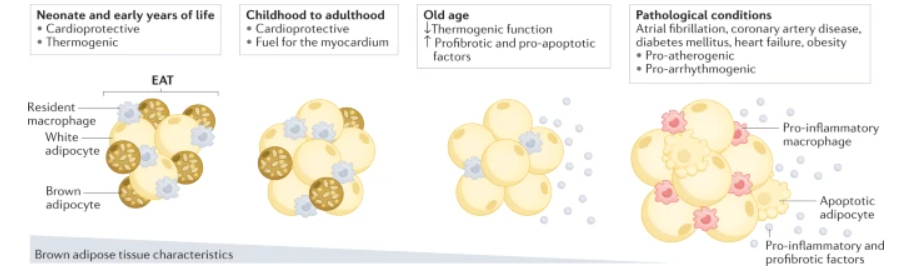 Neonate and early years of life
• Cardioprotective
• Thermogenic
Childhood to adulthood
• Cardioprotective
• Fuel for the myocardium
Old age
↓Thermogenic function
↑ Profibrotic and pro-apoptotic
factors
Pathological conditions
Atrial fibrillation, coronary artery disease,
diabetes mellitus, heart failure, obesity
• Pro-atherogenic
• Pro-arrhythmogenic
EAT
Resident
macrophage
White
adipocyte
Brown
adipocyte
Pro-inflammatory
macrophage
Apoptotic
adipocyte
Pro-inflammatory and
profibrotic factors
Brown adipose tissue characteristics